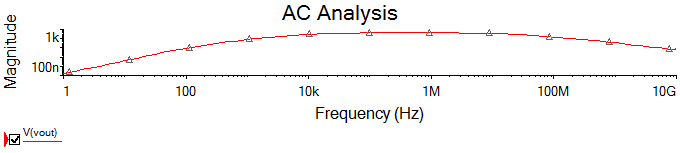 AC Analysis
Magnitude
1k
100n
1 100 10k 1M 100M 10G
Frequency (Hz)
V(vout)